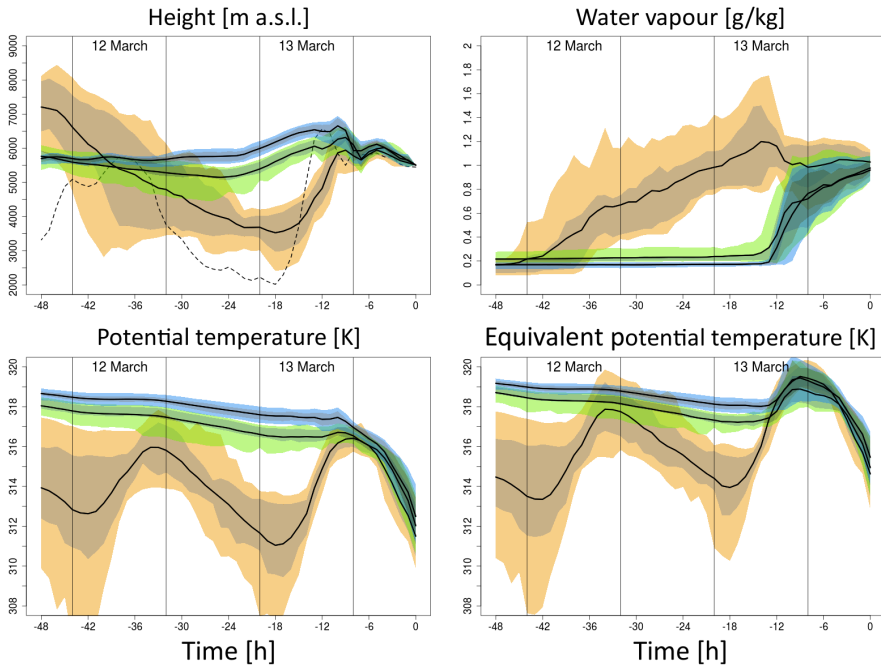 Height [m a.s.l.]
12 March 13 March
9000
8000
7000
6000
5000
4000
3000
2000
-48 -42 -36 -30 -24 -18 -12 -6 0
Water vapour [g/kg]
12 March 13 March
2
1.8
1.6
1.4
1.2
1
0.8
0.6
0.4
0.2
0
-48 -42 -36 -30 -24 -18 -12 -6 0
Potential temperature [K]
12 March 13 March
320
318
316
314
312
310
308
-48 -42 -36 -30 -24 -18 -12 -6 0
Time [h]
Equivalent potential temperature [K]
12 March 13 March
320
318
316
314
312
310
308
-48 -42 -36 -30 -24 -18 -12 -6 0
Time [h]